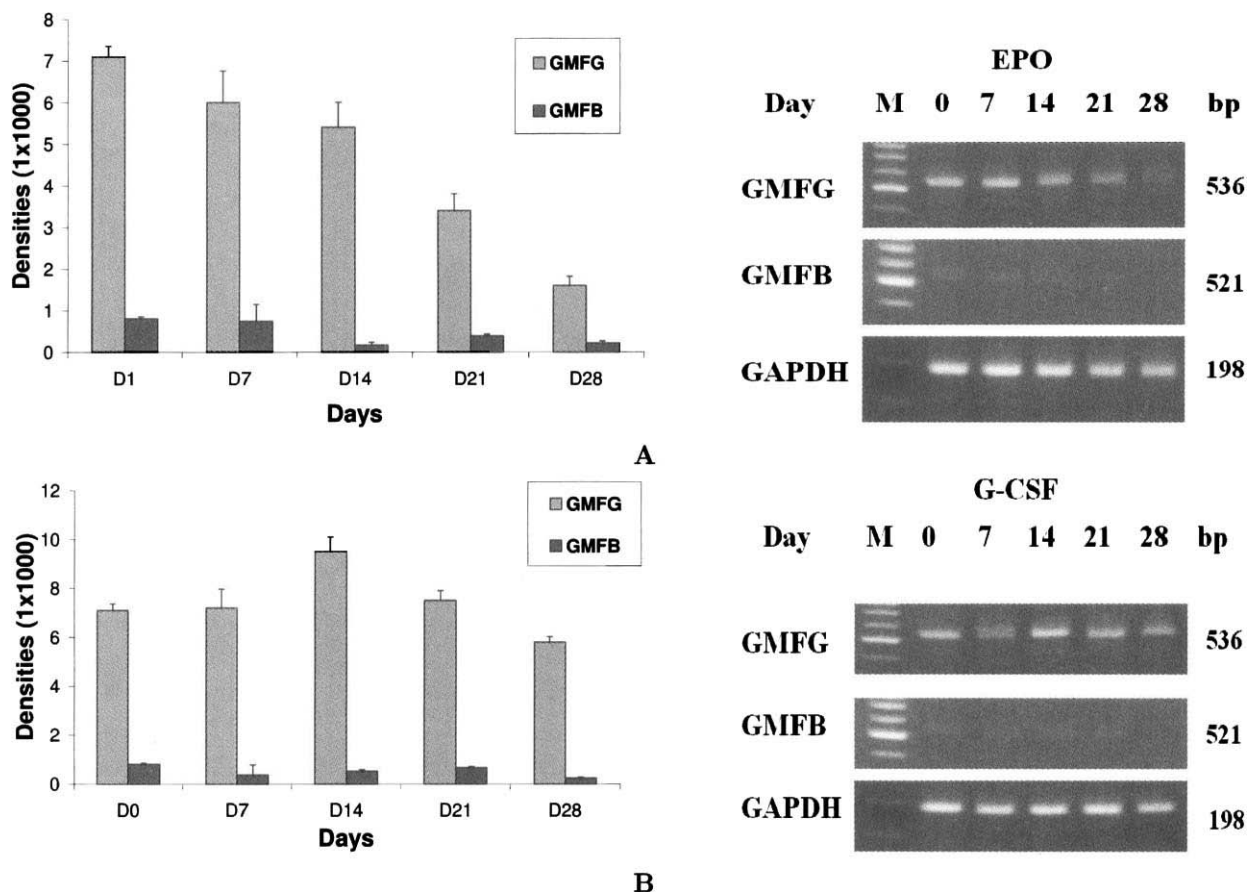 8
7
6
5
4
3
2
1
0
Densities (1x1000)
GMFG
GMFB
D1 D7 D14 D21 D28
Days
EPO
Day M 0 7 14 21 28 bp
GMFG 536
GMFB 521
GAPDH 198
A
12
10
8
6
4
2
0
Densities (1x1000)
GMFG
GMFB
D0 D7 D14 D21 D28
Days
G-CSF
Day M 0 7 14 21 28 bp
GMFG 536
GMFB 521
GAPDH 198
B